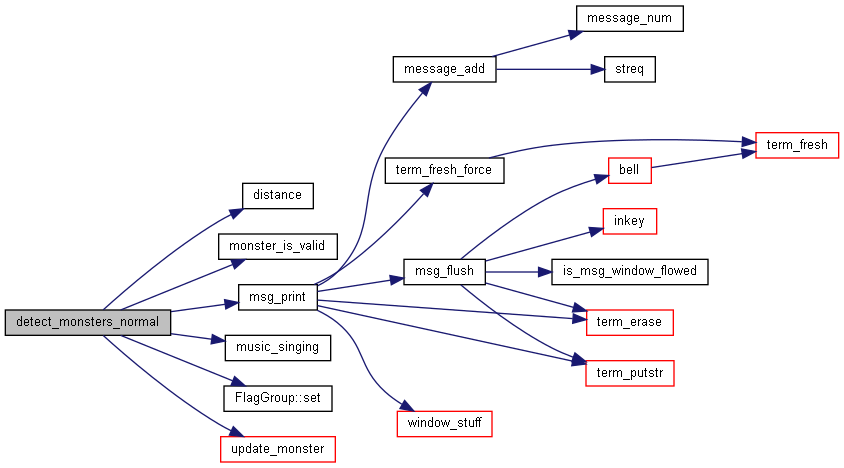 message_num
message_add
streq
term_fresh
term_fresh_force
bell
distance
inkey
monster_is_valid
msg_flush
is_msg_window_flowed
msg_print
detect_monsters_normal
term_erase
music_singing
term_putstr
FlagGroup::set
window_stuff
update_monster